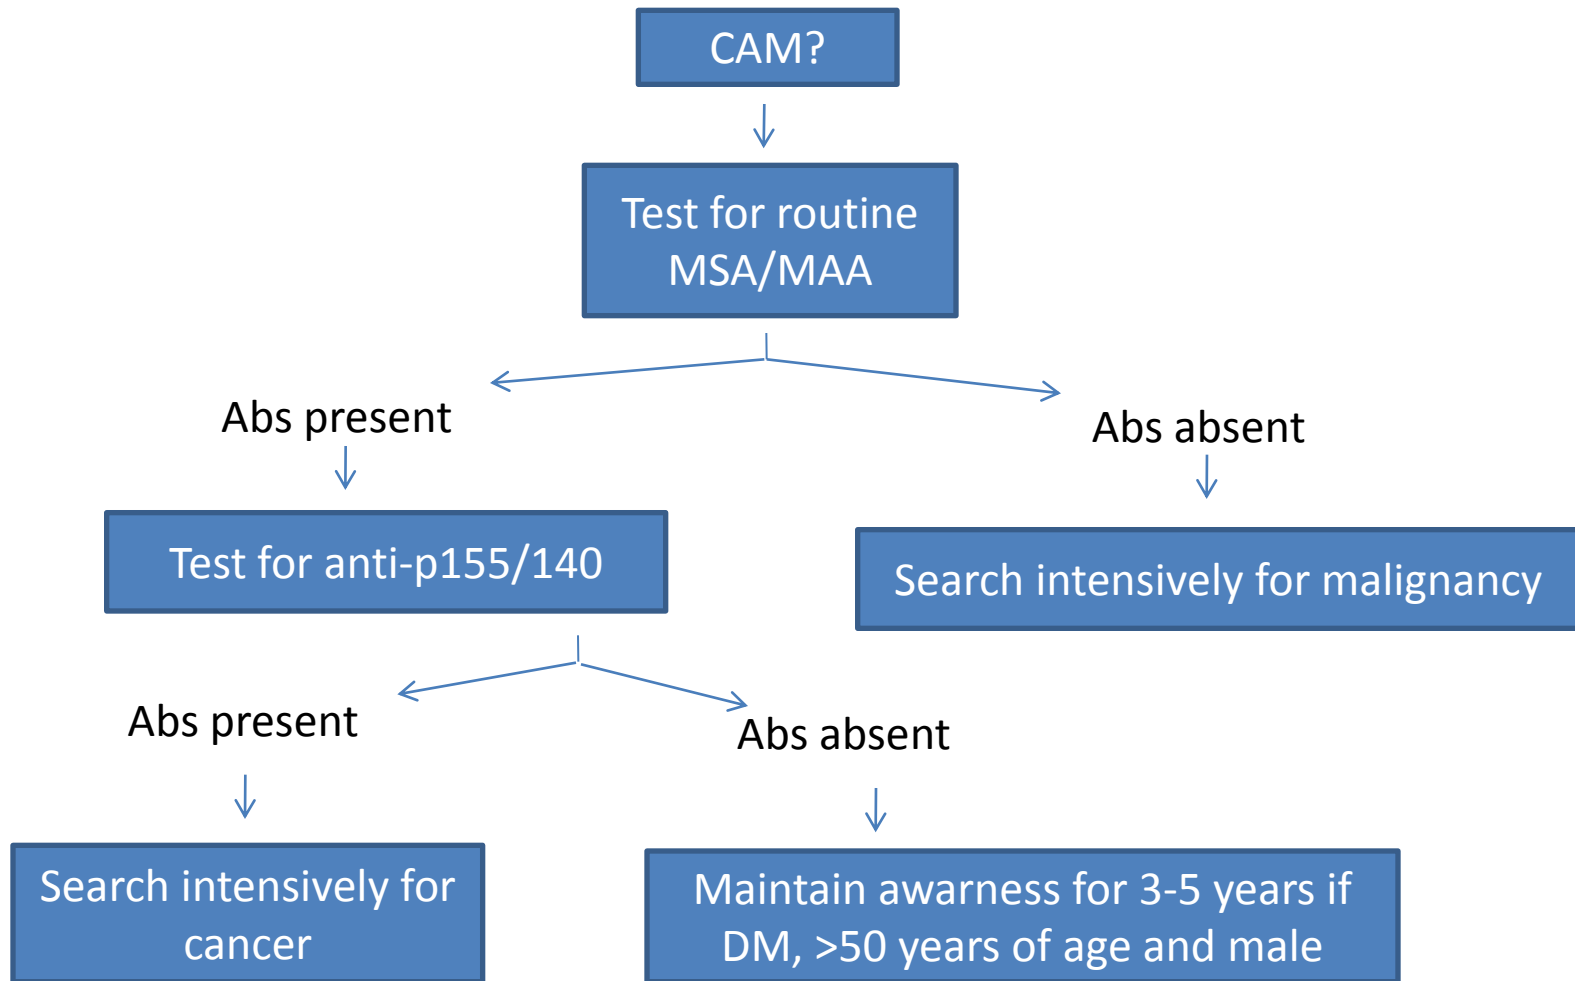 CAM?
Test for routine
MSA/MAA
Abs present
Abs absent
Test for anti-p155/140
Search intensively for malignancy
Abs present
Abs absent
Search intensively for
cancer
Maintain awarness for 3-5 years if
DM, >50 years of age and male